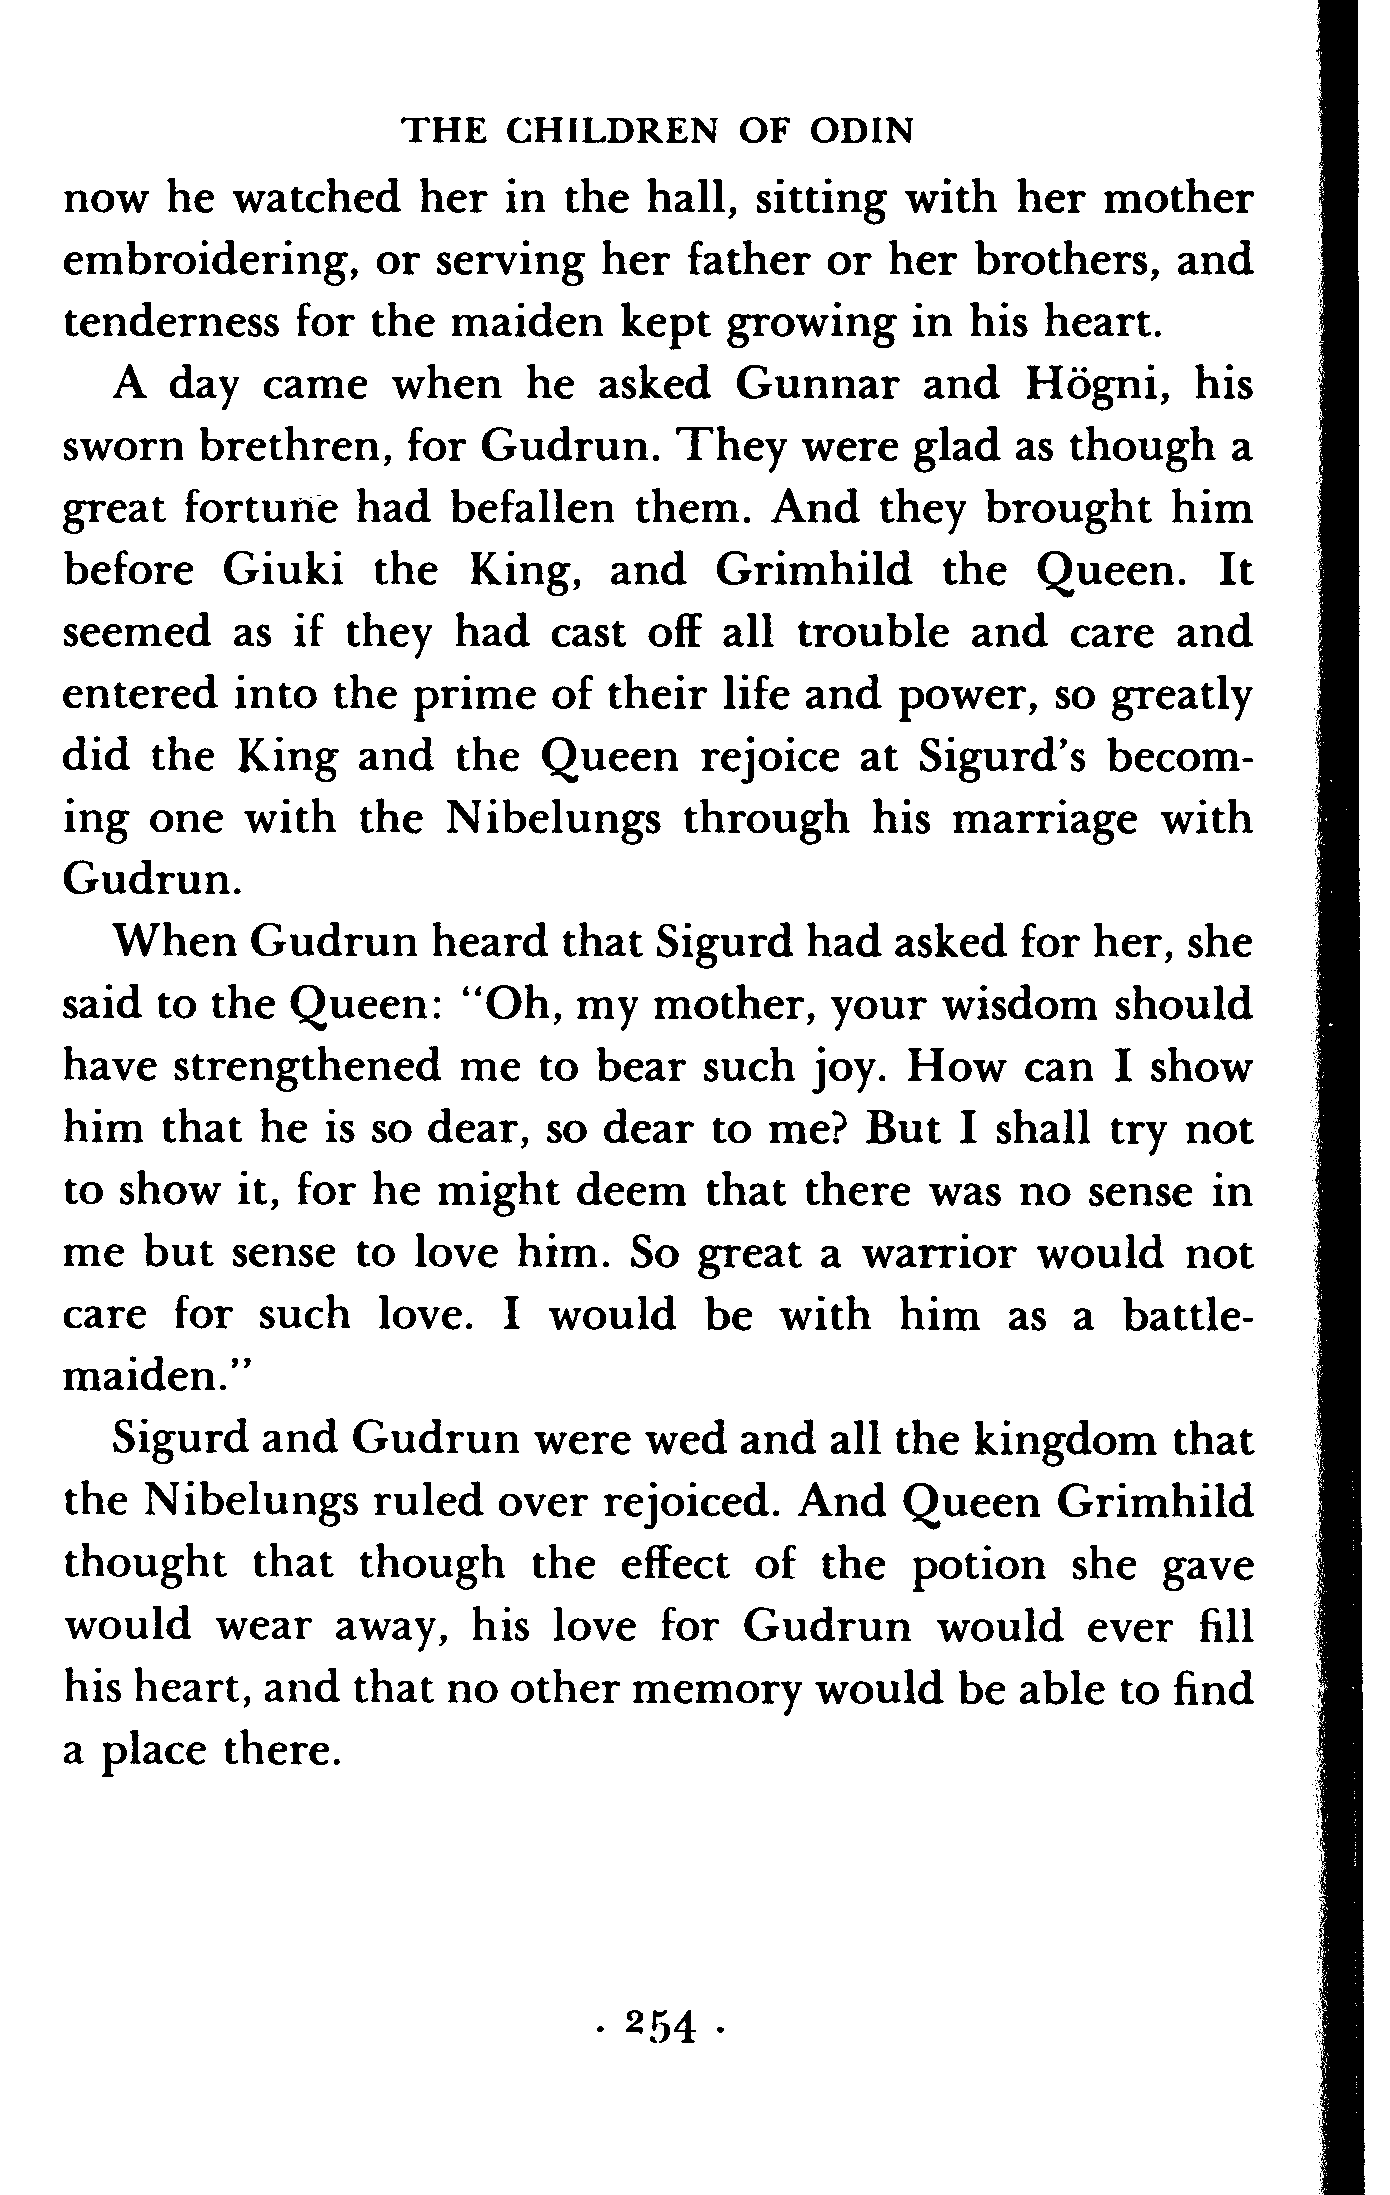 THE CHILDREN OF ODIN
now he watched her in the hall, sitting with her mother
embroidering, or serving her father or her brothers, and
tenderness for the maiden kept growing in his heart.
A day came when he asked Gunnar and Högni, his
sworn brethren, for Gudrun. They were glad as though a
great fortune had befallen them. And they brought him
before Giuki the King, and Grimhild the Queen. It
seemed as if they had cast off all trouble and care and
entered into the prime of their life and power, so greatly
did the King and the Queen rejoice at Sigurd's becom-
ing one with the Nibelungs through his marriage with
Gudrun.
When Gudrun heard that Sigurd had asked for her, she
said to the Queen: "Oh, my mother, your wisdom should
have strengthened me to bear such joy. How can I show
him that he is so dear, so dear to me? But I shall try not
to show it, for he might deem that there was no sense in
me but sense to love him. So great a warrior would not
care for such love. I would be with him as a battle-
maiden."
Sigurd and Gudrun were wed and all the kingdom that
the Nibelungs ruled over rejoiced. And Queen Grimhild
thought that though the effect of the potion she gave
would wear away, his love for Gudrun would ever fill
his heart, and that no other memory would be able to find
a place there.
· 254 ·